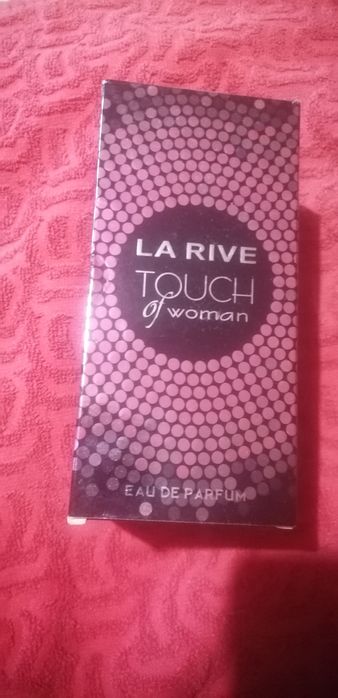 LA RIVE
TOUCH
of woman
EAU DE PARFUM